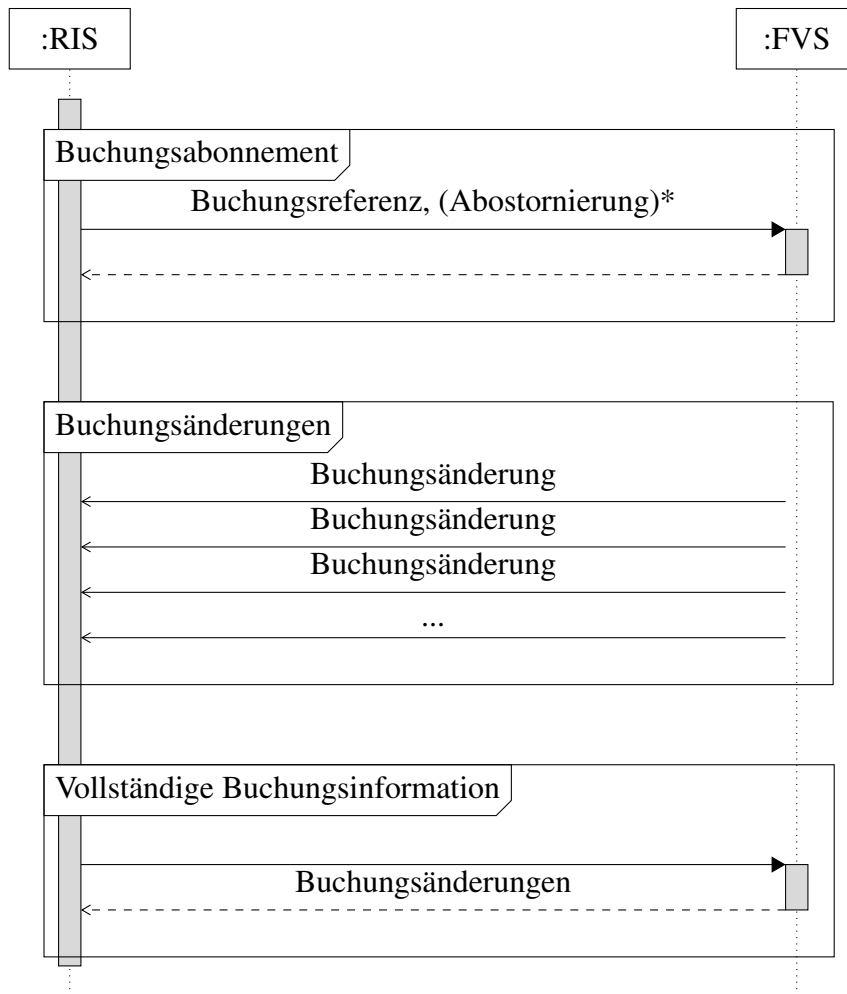 :RIS
:FVS
Buchungsabonnement
Buchungsreferenz, (Abostornierung)*
Buchungsänderungen
Buchungsänderung
Buchungsänderung
Buchungsänderung
...
Vollständige Buchungsinformation
Buchungsänderungen